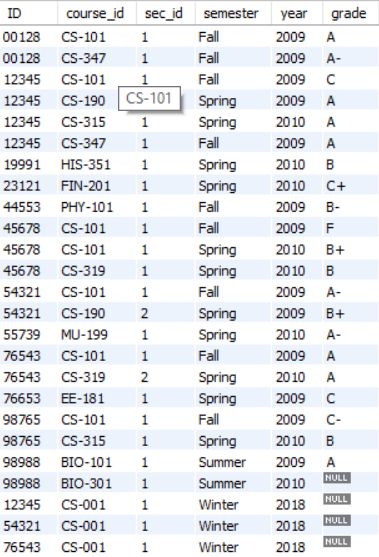 ID course_id sec_id semester year grade
00128 CS-101 1 Fall 2009 A
00128 CS-347 1 Fall 2009 A-
12345 CS-101 1 Fall 2009 C
12345 CS-190 CS-101 Spring 2009 A
12345 CS-315 1 Spring 2010 A
12345 CS-347 1 Fall 2009 A
19991 HIS-351 1 Spring 2010 B
23121 FIN-201 1 Spring 2010 C+
44553 PHY-101 1 Fall 2009 B-
45678 CS-101 1 Fall 2009 F
45678 CS-101 1 Spring 2010 B+
45678 CS-319 1 Spring 2010 B
54321 CS-101 1 Fall 2009 A-
54321 CS-190 2 Spring 2009 B+
55739 MU-199 1 Spring 2010 A-
76543 CS-101 1 Fall 2009 A
76543 CS-319 2 Spring 2010 A
76653 EE-181 1 Spring 2009 C
98765 CS-101 1 Fall 2009 C-
98765 CS-315 1 Spring 2010 B
98988 BIO-101 1 Summer 2009 A
98988 BIO-301 1 Summer 2010 NULL
12345 CS-001 1 Winter 2018 NULL
54321 CS-001 1 Winter 2018 NULL
76543 CS-001 1 Winter 2018 NULL